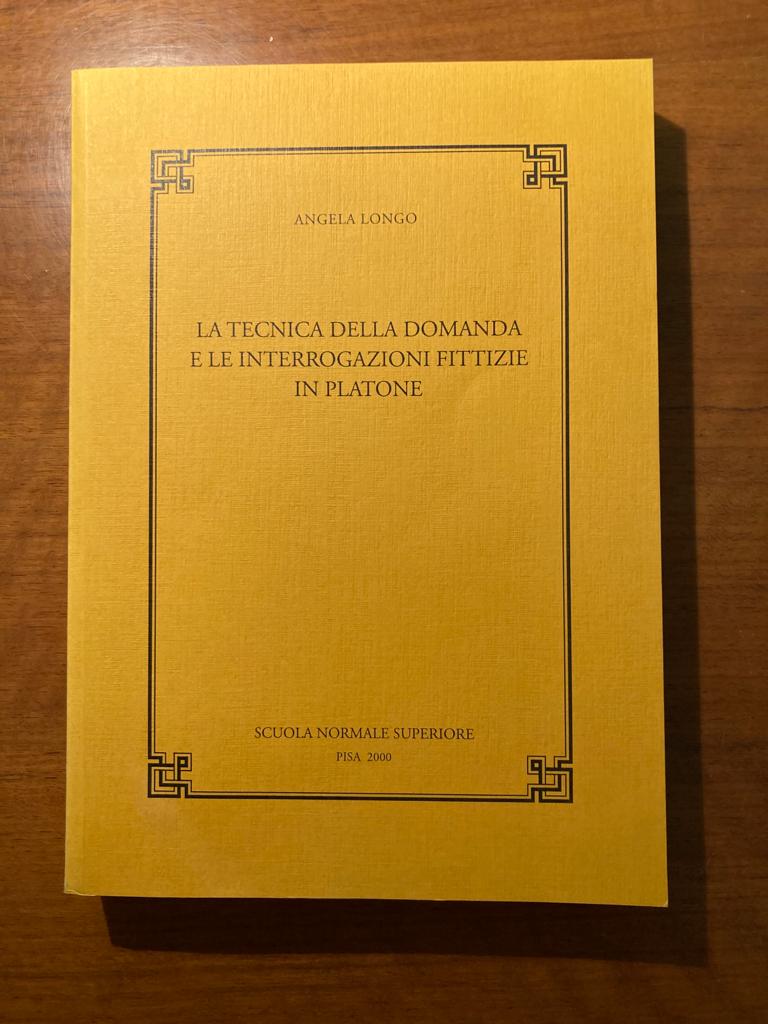 ANGELA LONGO
LA TECNICA DELLA DOMANDA
E LE INTERROGAZIONI FITTIZIE
IN PLATONE
SCUOLA NORMALE SUPERIORE
PISA 2000